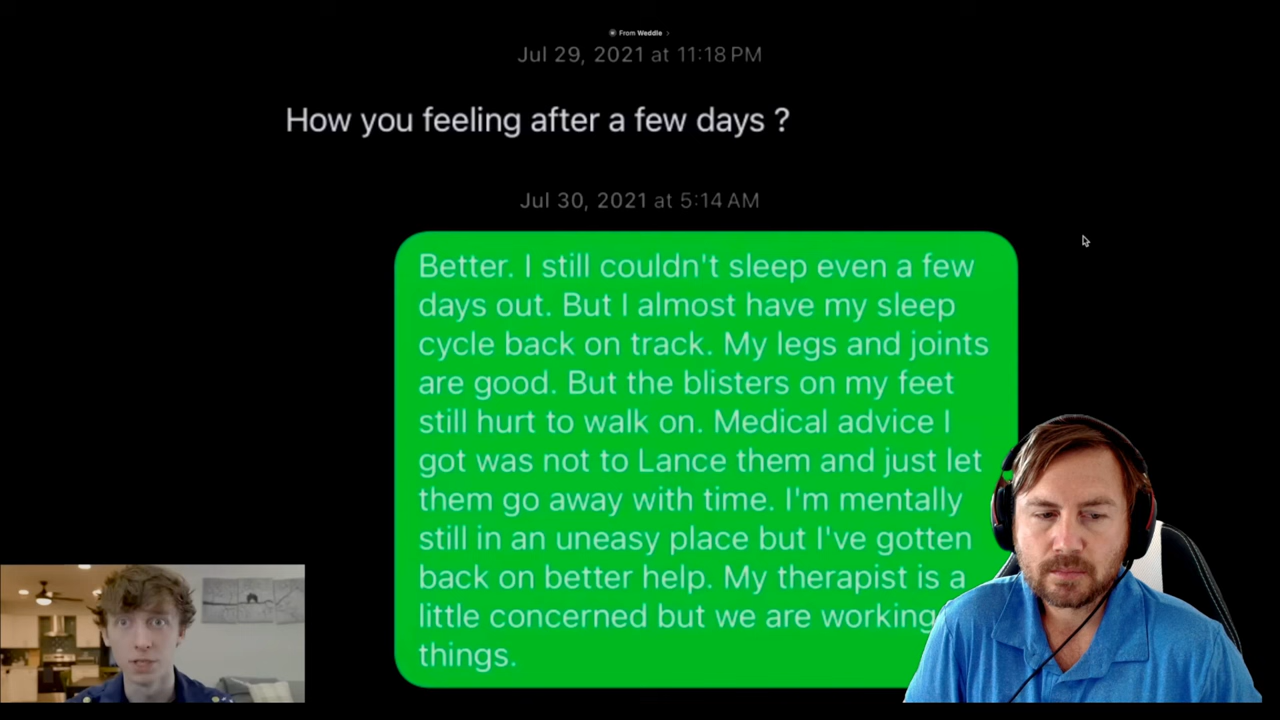 From Weddle >
Jul 29, 2021 at 11:18 PM
How you feeling after a few days ?
Jul 30, 2021 at 5:14 AM
Better. I still couldn't sleep even a few
days out. But I almost have my sleep
cycle back on track. My legs and joints
are good. But the blisters on my feet
still hurt to walk on. Medical advice I
got was not to Lance them and just let
them go away with time. I'm mentally
still in an uneasy place but I've gotten
back on better help. My therapist is a
little concerned but we are working
things.